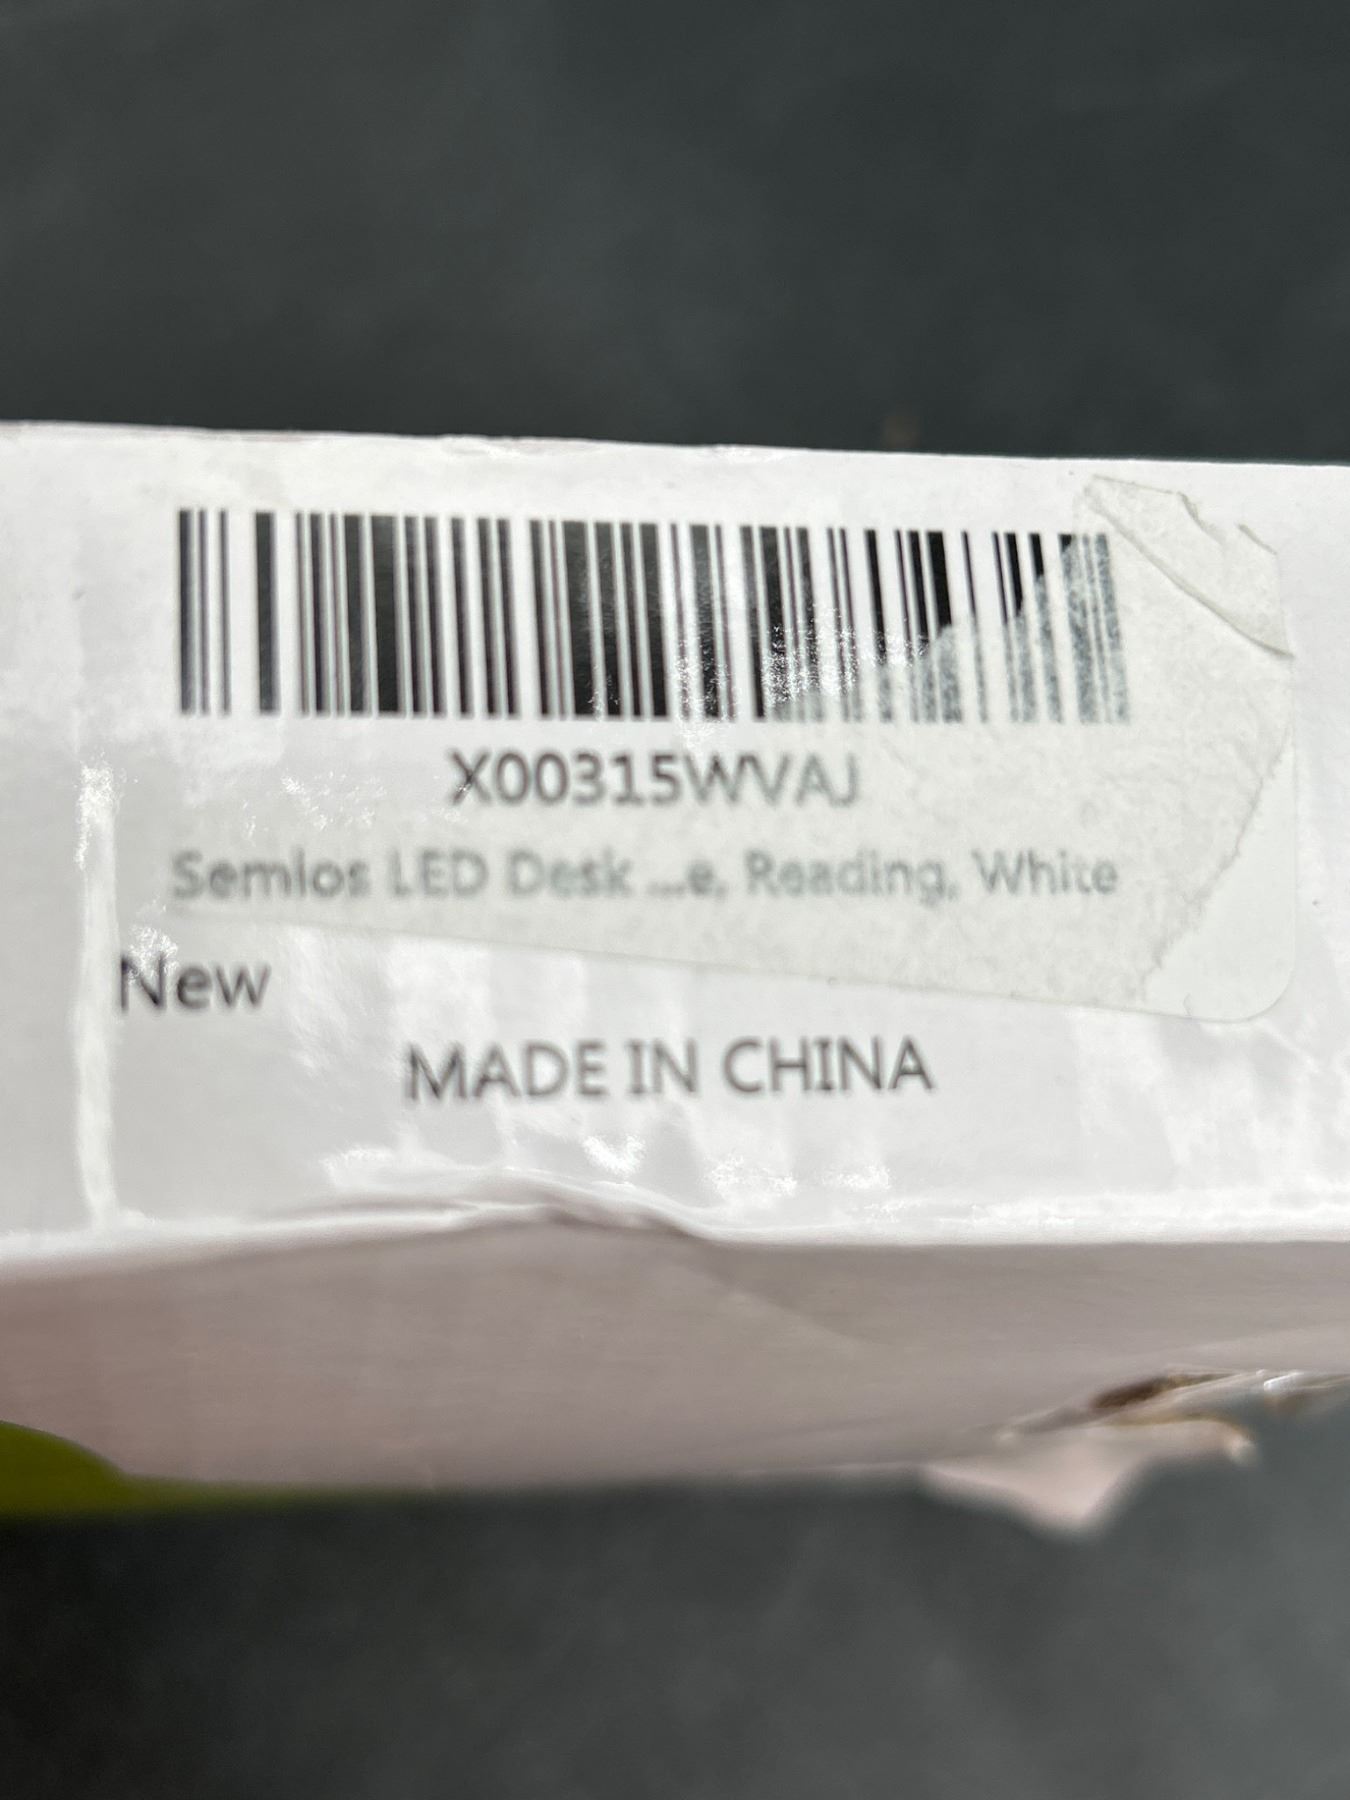 X00315WVAJ
Semlos LED Desk ...e, Reading, White
New
MADE IN CHINA